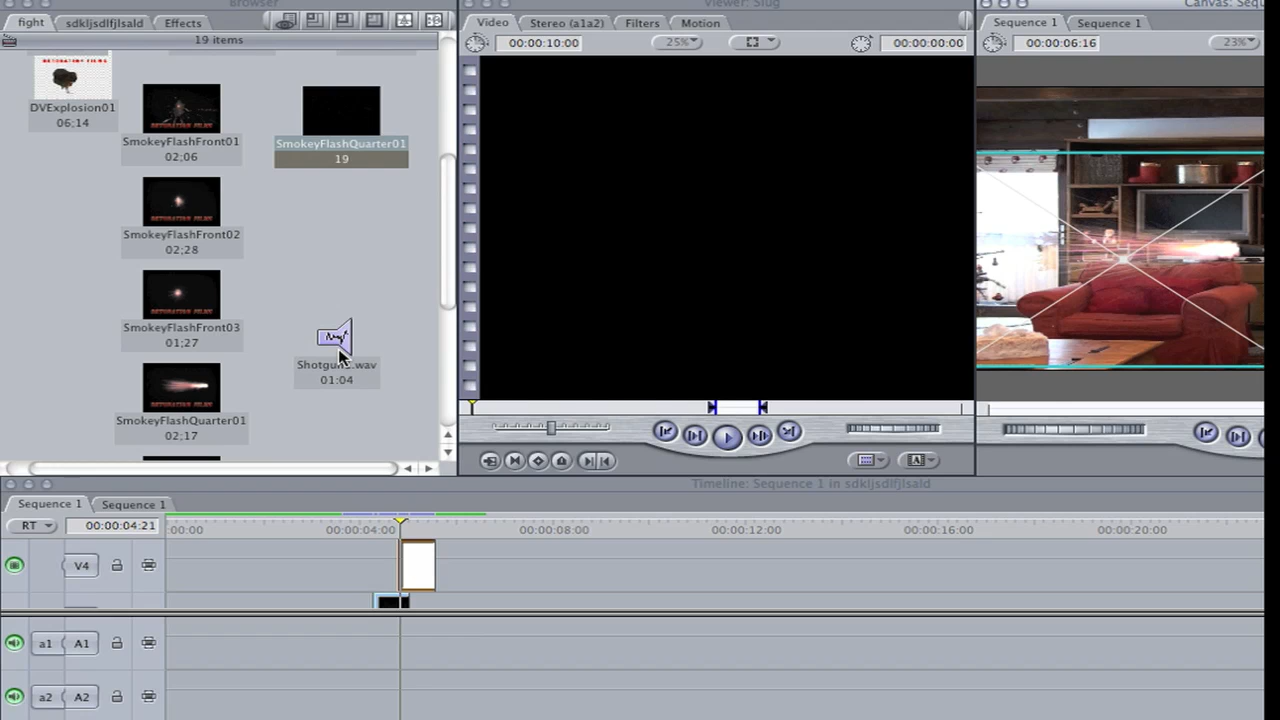 Browser
fight sdkljsdlfjlsald Effects
19 items
DVExplosion01
06;14
SmokeyFlashFront01
02;06
SmokeyFlashQuarter01
19
SmokeyFlashFront02
02;28
SmokeyFlashFront03
01;27
.wav
01:04
SmokeyFlashQuarter01
02;17
Viewer: Slug
Video Stereo (a1a2) Filters Motion
00:00:10:00 25% 00:00:00:00
Sequence 1 Sequence 1
00:00:06:16 23%
Timeline: Sequence 1 in sdkljsdlfjlsald
Sequence 1 Sequence 1
RT 00:00:04:21 :00:00 00:00:04:00 00:00:08:00 00:00:12:00 00:00:16:00 00:00:20:00
V4
a1 A1
a2 A2